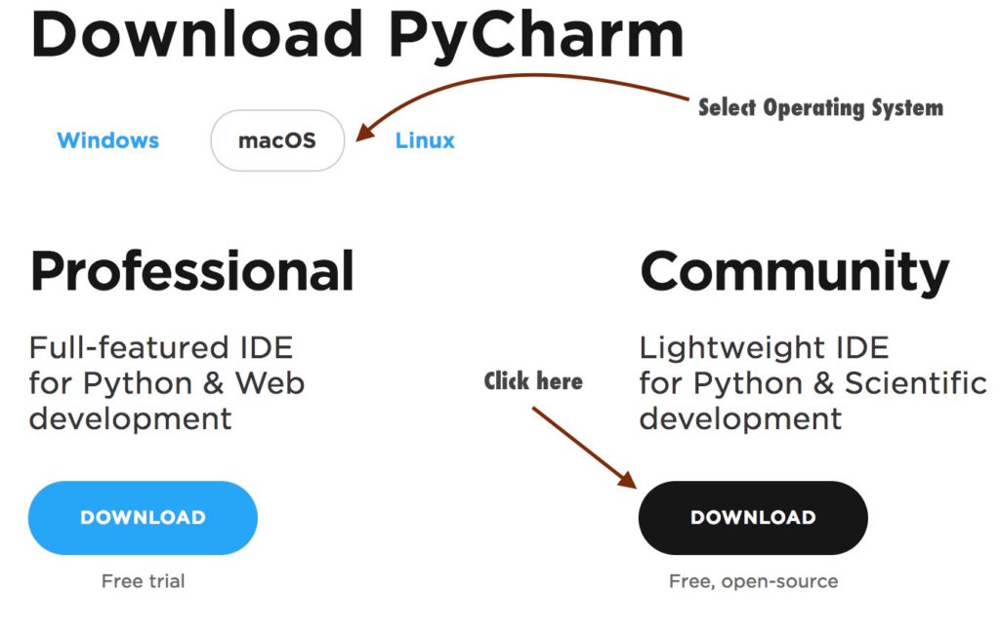 Download PyCharm
Select Operating System
Windows macOS Linux
Professional
Full-featured IDE
for Python & Web
development
DOWNLOAD
Free trial
Community
Lightweight IDE
for Python & Scientific
development
Click here
DOWNLOAD
Free, open-source